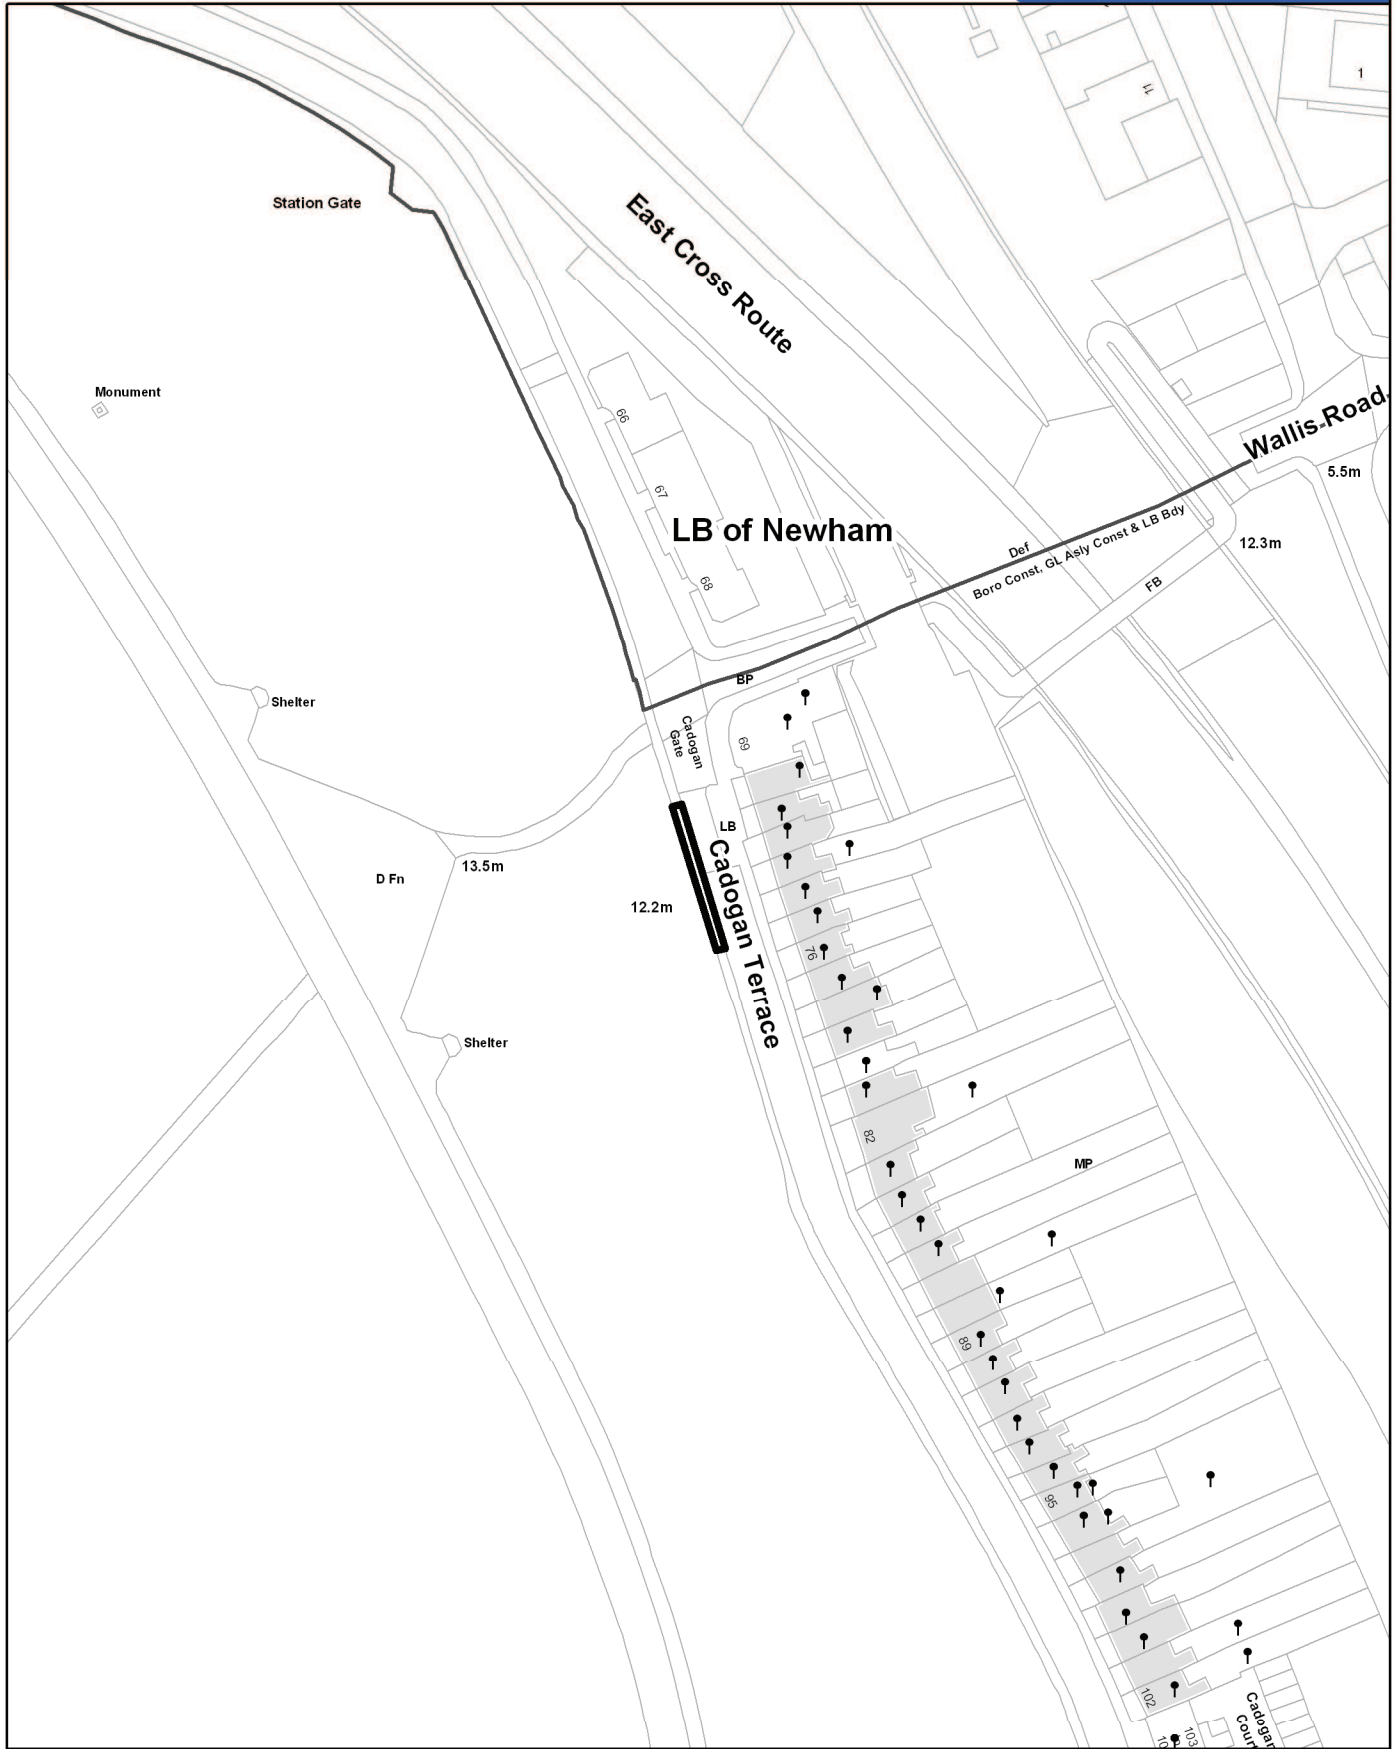 1
11
Station Gate
East Cross Route
Monument
66
Wallis Road
5.5m
67
LB of Newham
12.3m
Def
Boro Const, GL Asly Const & LB Bdy
68
FB
BP
Shelter
Cadogan
Gate
69
LB
Cadogan Terrace
13.5m
D Fn
12.2m
76
Shelter
82
MP
89
95
102
Cadogan
Court
103